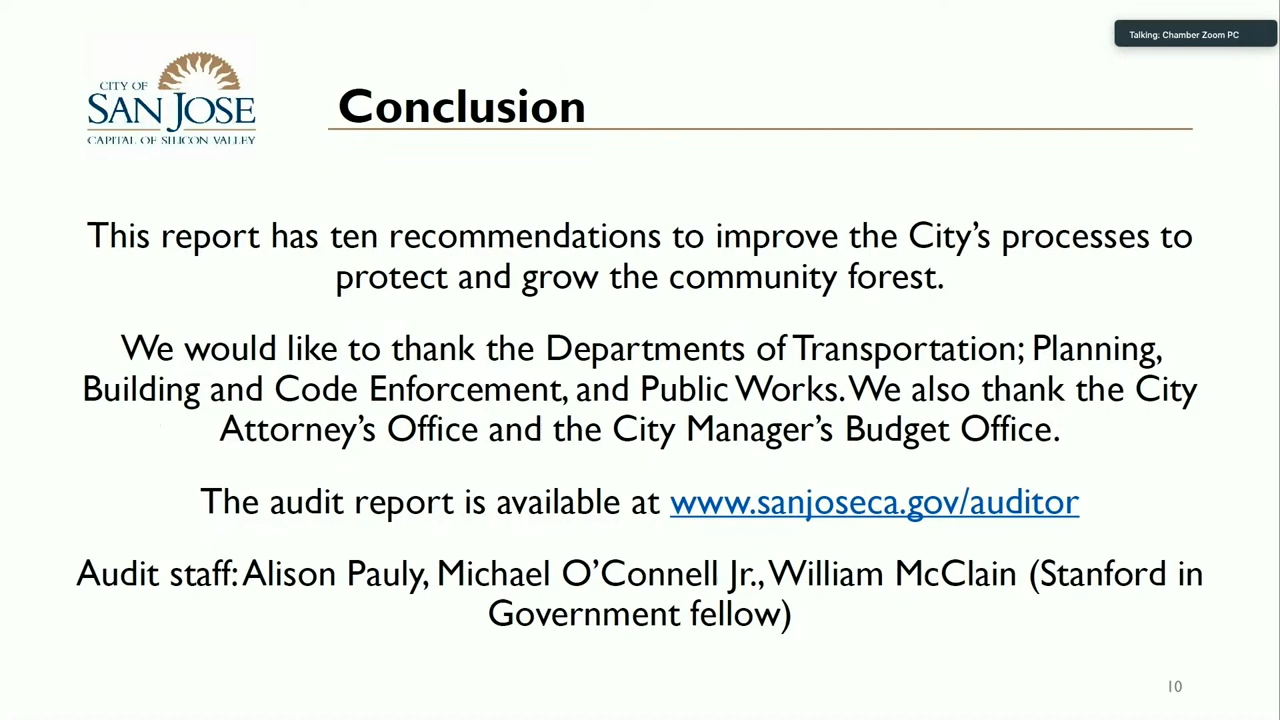 Talking: Chamber Zoom PC
CITY OF
SAN JOSE
CAPITAL OF SILICON VALLEY
Conclusion
This report has ten recommendations to improve the City’s processes to
protect and grow the community forest.
We would like to thank the Departments of Transportation; Planning,
Building and Code Enforcement, and Public Works. We also thank the City
Attorney’s Office and the City Manager’s Budget Office.
The audit report is available at www.sanjoseca.gov/auditor
Audit staff: Alison Pauly, Michael O’Connell Jr., William McClain (Stanford in
Government fellow)
10